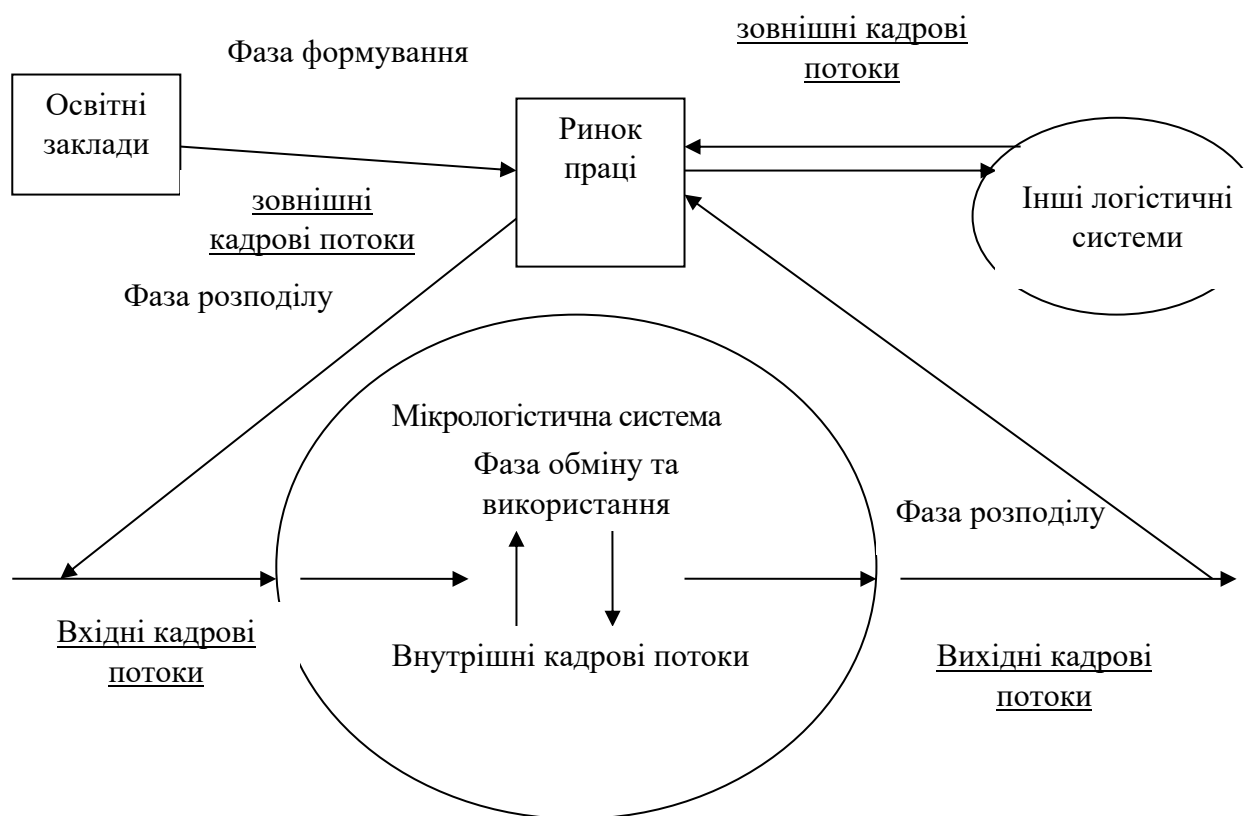 Фаза формування
зовнішні кадрові
потоки
Освітні
заклади
Ринок
праці
зовнішні
кадрові потоки
Інші логістичні
системи
Фаза розподілу
Мікрологістична система
Фаза обміну та
використання
Фаза розподілу
Вхідні кадрові
потоки
Внутрішні кадрові потоки
Вихідні кадрові
потоки